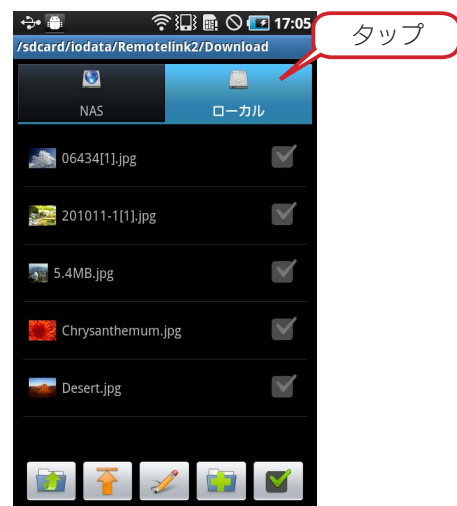 17:05
タップ
/sdcard/iodata/Remotelink2/Download
NAS
ローカル
06434[1].jpg
201011-1[1].jpg
5.4MB.jpg
Chrysanthemum.jpg
Desert.jpg